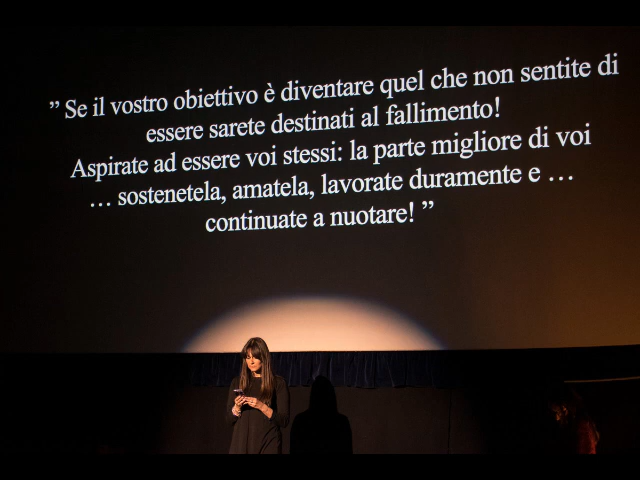 ” Se il vostro obiettivo è diventare quel che non sentite di
essere sarete destinati al fallimento!
Aspirate ad essere voi stessi: la parte migliore di voi
… sostenetela, amatela, lavorate duramente e …
continuate a nuotare! ”